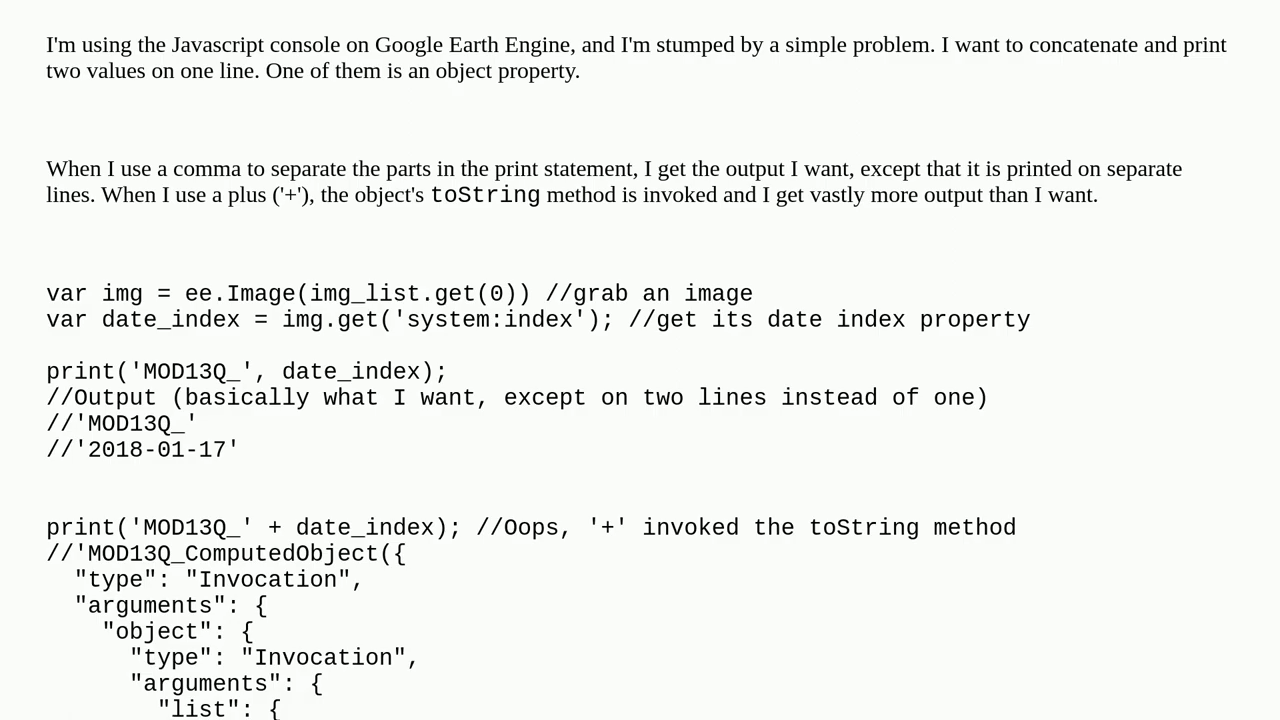 I'm using the Javascript console on Google Earth Engine, and I'm stumped by a simple problem. I want to concatenate and print
two values on one line. One of them is an object property.
When I use a comma to separate the parts in the print statement, I get the output I want, except that it is printed on separate
lines. When I use a plus ('+'), the object's toString method is invoked and I get vastly more output than I want.
var img = ee.Image(img_list.get(0)) //grab an image
var date_index = img.get('system:index'); //get its date index property
print('MOD13Q_', date_index);
//Output (basically what I want, except on two lines instead of one)
//'MOD13Q_'
//'2018-01-17'
print('MOD13Q_' + date_index); //Oops, '+' invoked the toString method
//'MOD13Q_ComputedObject({
  "type": "Invocation",
  "arguments": {
    "object": {
      "type": "Invocation",
      "arguments": {
        "list": {